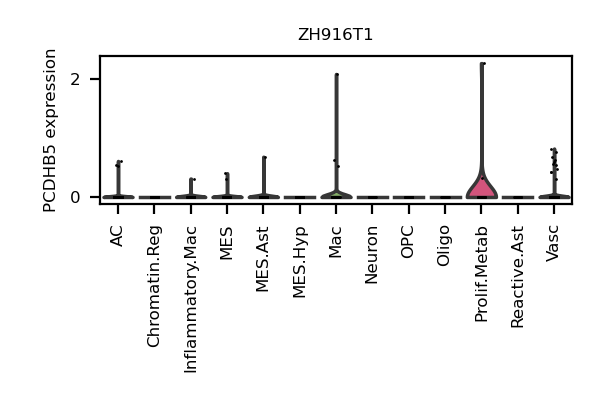 ZH916T1
PCDHB5 expression
2
0
AC
Chromatin.Reg
Inflammatory.Mac
MES
MES.Ast
MES.Hyp
Mac
Neuron
OPC
Oligo
Prolif.Metab
Reactive.Ast
Vasc